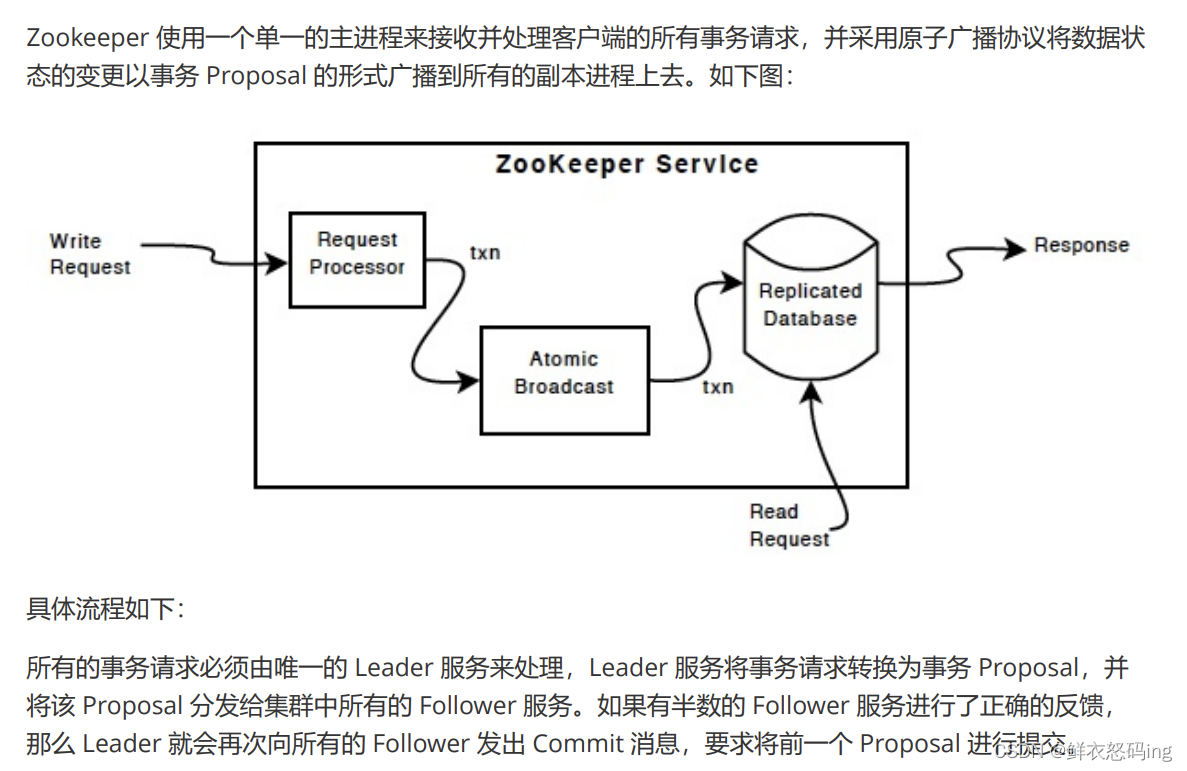 Zookeeper 使用一个单一的主进程来接收并处理客户端的所有事务请求，并采用原子广播协议将数据状
态的变更以事务 Proposal 的形式广播到所有的副本进程上去。如下图：
ZooKeeper Service
Write
Request
Request
Processor
txn
Atomic
Broadcast
txn
Replicated
Database
Response
Read
Request
具体流程如下：
所有的事务请求必须由唯一的 Leader 服务来处理，Leader 服务将事务请求转换为事务 Proposal，并
将该 Proposal 分发给集群中所有的 Follower 服务。如果有半数的 Follower 服务进行了正确的反馈，
那么 Leader 就会再次向所有的 Follower 发出 Commit 消息，要求将前一个 Proposal 进行提交。
CSDN @鲜衣怒码ing